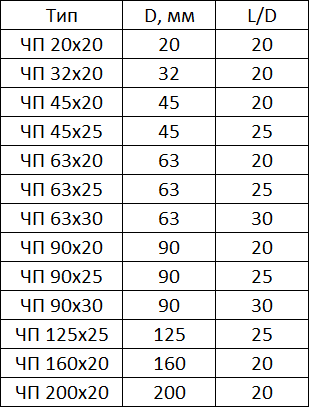 Тип D, мм L/D
ЧП 20х20 20 20
ЧП 32х20 32 20
ЧП 45х20 45 20
ЧП 45х25 45 25
ЧП 63х20 63 20
ЧП 63х25 63 25
ЧП 63х30 63 30
ЧП 90х20 90 20
ЧП 90х25 90 25
ЧП 90х30 90 30
ЧП 125х25 125 25
ЧП 160х20 160 20
ЧП 200х20 200 20